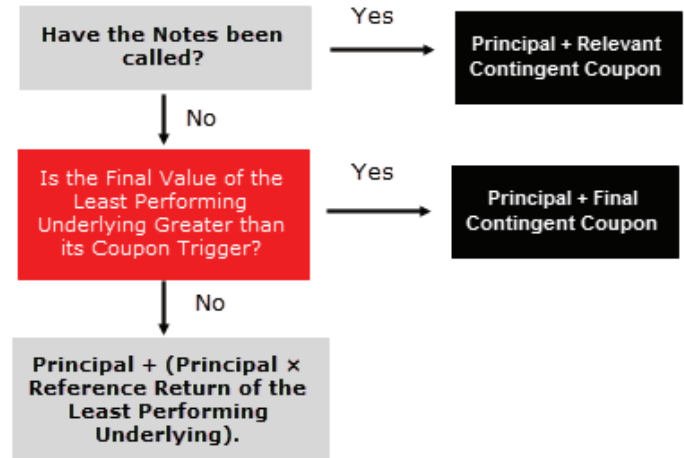 Have the Notes been
called?
Yes
Principal + Relevant
Contingent Coupon
No
Is the Final Value of the
Least Performing
Underlying Greater than
its Coupon Trigger?
Yes
Principal + Final
Contingent Coupon
No
Principal + (Principal ×
Reference Return of the
Least Performing
Underlying).